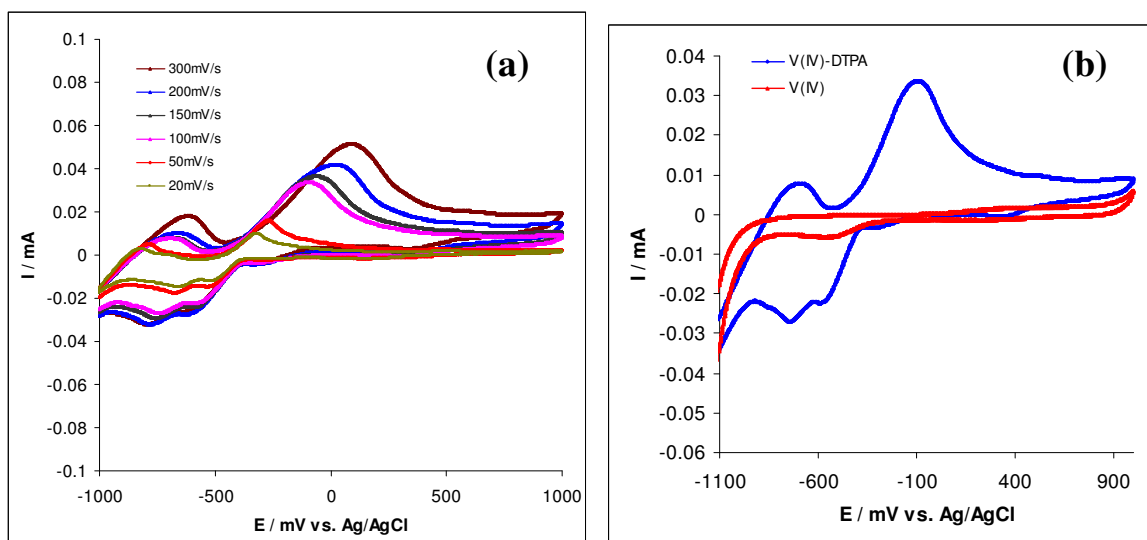 (a)
0.1
0.08
0.06
0.04
0.02
0
-0.02
-0.04
-0.06
-0.08
-0.1
I / mA
300mV/s
200mV/s
150mV/s
100mV/s
50mV/s
20mV/s
-1000
-500
0
500
1000
E / mV vs. Ag/AgCl
(b)
0.04
0.03
0.02
0.01
0
-0.01
-0.02
-0.03
-0.04
-0.05
-0.06
I / mA
V(IV)-DTPA
V(IV)
-1100
-600
-100
400
900
E / mV vs. Ag/AgCl